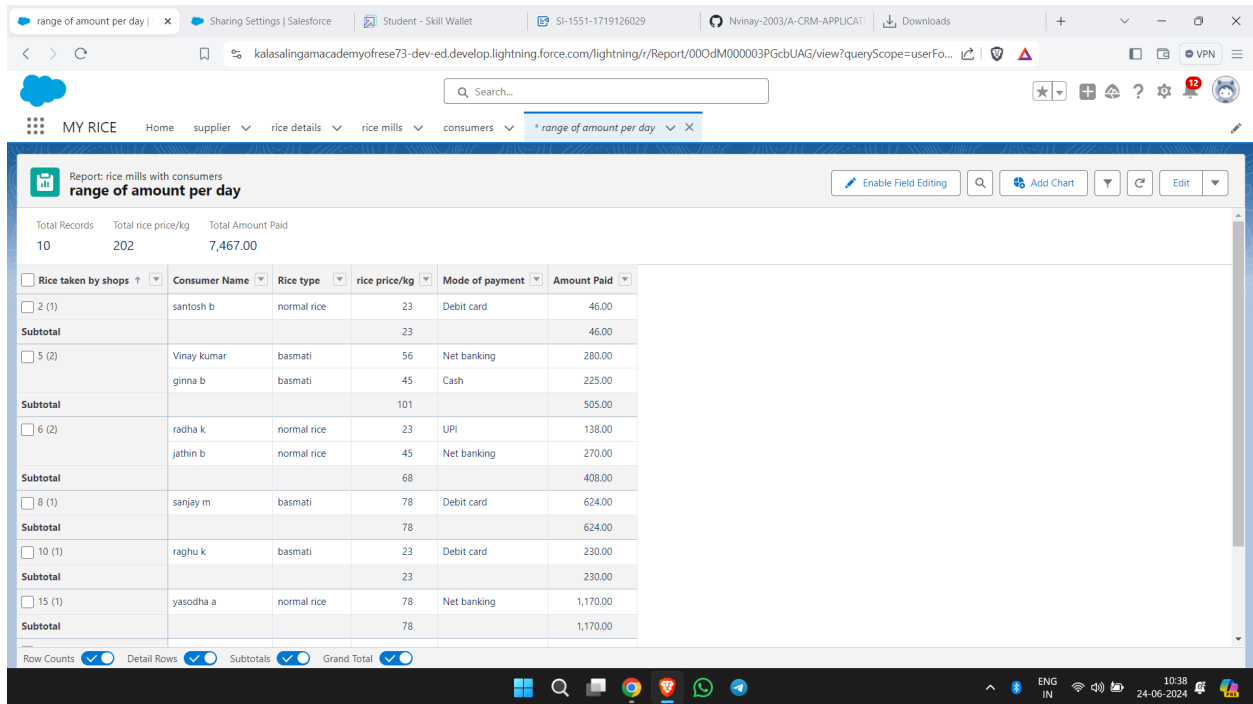 range of amount per day |
Sharing Settings | Salesforce
Student - Skill Wallet
SI-1551-1719126029
Nvinay-2003/A-CRM-APPLICATI
Downloads
kalasalingamacademyofrese73-dev-ed.develop.lightning.force.com/lightning/r/Report/00OdM000003PGcbUAG/view?queryScope=userFo...
VPN
Search...
12
MY RICE Home supplier rice details rice mills consumers * range of amount per day
Report: rice mills with consumers
range of amount per day
Enable Field Editing Add Chart Edit
Total Records Total rice price/kg Total Amount Paid
10 202 7,467.00
Rice taken by shops ↑ Consumer Name Rice type rice price/kg Mode of payment Amount Paid
2 (1) santosh b normal rice 23 Debit card 46.00
Subtotal 23 46.00
5 (2) Vinay kumar basmati 56 Net banking 280.00
ginna b basmati 45 Cash 225.00
Subtotal 101 505.00
6 (2) radha k normal rice 23 UPI 138.00
jathin b normal rice 45 Net banking 270.00
Subtotal 68 408.00
8 (1) sanjay m basmati 78 Debit card 624.00
Subtotal 78 624.00
10 (1) raghu k basmati 23 Debit card 230.00
Subtotal 23 230.00
15 (1) yasodha a normal rice 78 Net banking 1,170.00
Subtotal 78 1,170.00
Row Counts Detail Rows Subtotals Grand Total
ENG
IN
10:38
24-06-2024
PRE